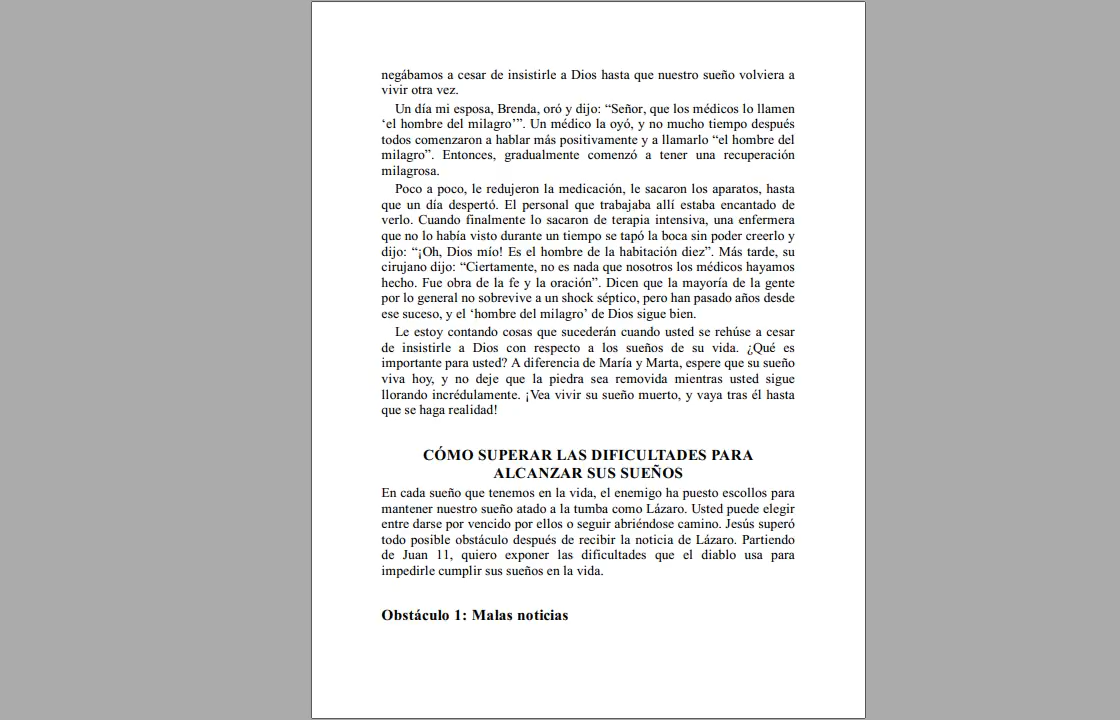 negábamos a cesar de insistirle a Dios hasta que nuestro sueño volviera a
vivir otra vez.
Un día mi esposa, Brenda, oró y dijo: “Señor, que los médicos lo llamen
‘el hombre del milagro’”. Un médico la oyó, y no mucho tiempo después
todos comenzaron a hablar más positivamente y a llamarlo “el hombre del
milagro”. Entonces, gradualmente comenzó a tener una recuperación
milagrosa.
Poco a poco, le redujeron la medicación, le sacaron los aparatos, hasta
que un día despertó. El personal que trabajaba allí estaba encantado de
verlo. Cuando finalmente lo sacaron de terapia intensiva, una enfermera
que no lo había visto durante un tiempo se tapó la boca sin poder creerlo y
dijo: “¡Oh, Dios mío! Es el hombre de la habitación diez”. Más tarde, su
cirujano dijo: “Ciertamente, no es nada que nosotros los médicos hayamos
hecho. Fue obra de la fe y la oración”. Dicen que la mayoría de la gente
por lo general no sobrevive a un shock séptico, pero han pasado años desde
ese suceso, y el ‘hombre del milagro’ de Dios sigue bien.
Le estoy contando cosas que sucederán cuando usted se rehúse a cesar
de insistirle a Dios con respecto a los sueños de su vida. ¿Qué es
importante para usted? A diferencia de María y Marta, espere que su sueño
viva hoy, y no deje que la piedra sea removida mientras usted sigue
llorando incrédulamente. ¡Vea vivir su sueño muerto, y vaya tras él hasta
que se haga realidad!
CÓMO SUPERAR LAS DIFICULTADES PARA
ALCANZAR SUS SUEÑOS
En cada sueño que tenemos en la vida, el enemigo ha puesto escollos para
mantener nuestro sueño atado a la tumba como Lázaro. Usted puede elegir
entre darse por vencido por ellos o seguir abriéndose camino. Jesús superó
todo posible obstáculo después de recibir la noticia de Lázaro. Partiendo
de Juan 11, quiero exponer las dificultades que el diablo usa para
impedirle cumplir sus sueños en la vida.
Obstáculo 1: Malas noticias